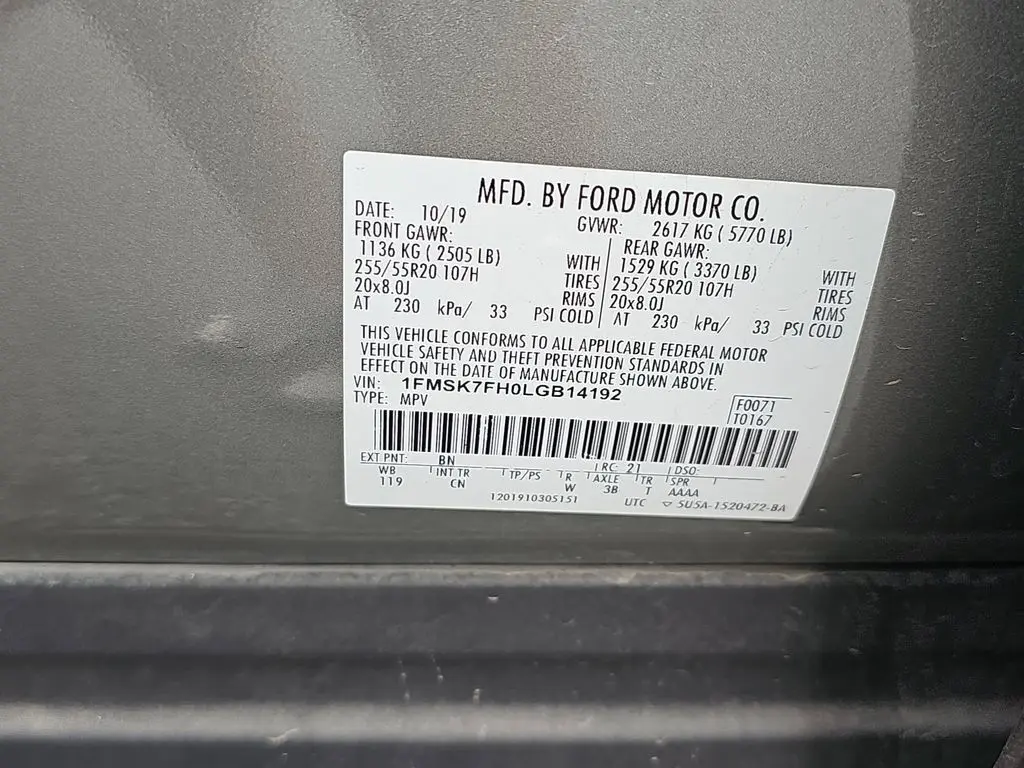 MFD. BY FORD MOTOR CO.
DATE: 10/19 GVWR: 2617 KG ( 5770 LB)
FRONT GAWR: REAR GAWR:
1136 KG ( 2505 LB) WITH 1529 KG ( 3370 LB) WITH
255/55R20 107H TIRES 255/55R20 107H TIRES
20x8.0J RIMS 20x8.0J RIMS
AT 230 kPa/ 33 PSI COLD AT 230 kPa/ 33 PSI COLD
THIS VEHICLE CONFORMS TO ALL APPLICABLE FEDERAL MOTOR
VEHICLE SAFETY AND THEFT PREVENTION STANDARDS IN
EFFECT ON THE DATE OF MANUFACTURE SHOWN ABOVE.
VIN: 1FMSK7FH0LGB14192
TYPE: MPV
F0071
T0167
EXT PNT: BN RC: 21 DSO:
WB INT TR TP/PS R AXLE TR SPR
119 CN W 3B T AAAA
1201910305151 UTC ▽ 5U5A-1520472-BA